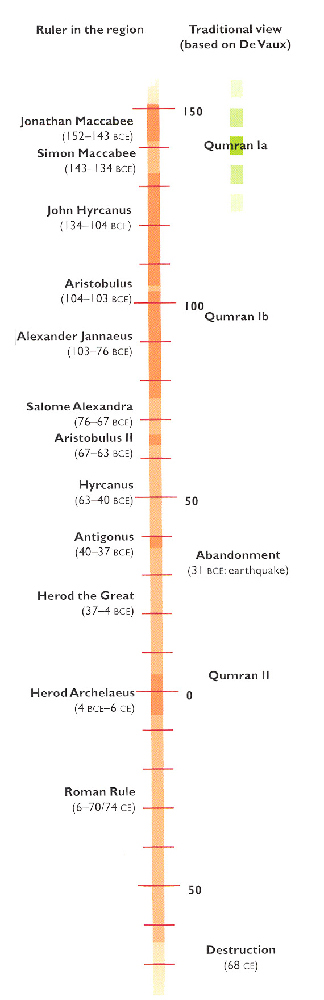 Ruler in the region
Traditional view
(based on De Vaux)
150
Jonathan Maccabee
(152–143 BCE)
Qumran Ia
Simon Maccabee
(143–134 BCE)
John Hyrcanus
(134–104 BCE)
Aristobulus
(104–103 BCE)
100
Qumran Ib
Alexander Jannaeus
(103–76 BCE)
Salome Alexandra
(76–67 BCE)
Aristobulus II
(67–63 BCE)
Hyrcanus
(63–40 BCE)
50
Antigonus
(40–37 BCE)
Abandonment
(31 BCE: earthquake)
Herod the Great
(37–4 BCE)
Qumran II
Herod Archelaeus
(4 BCE–6 CE)
0
Roman Rule
(6–70/74 CE)
50
Destruction
(68 CE)